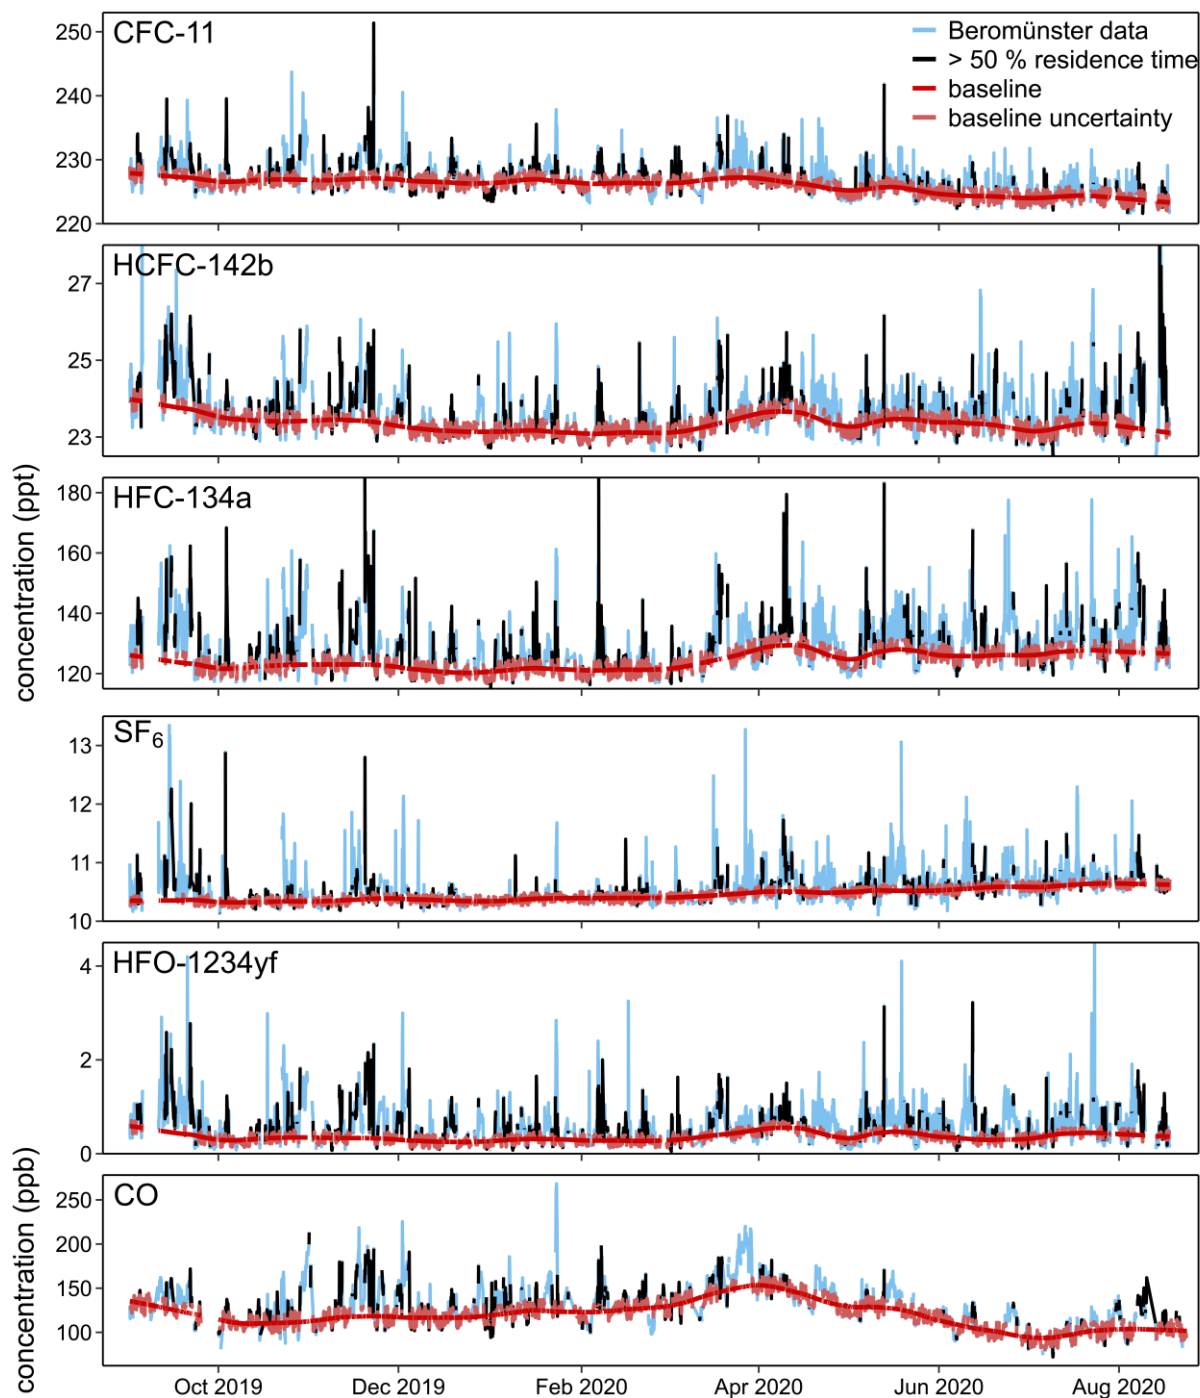 CFC-11
Beromünster data
> 50 % residence time
baseline
baseline uncertainty
250
240
230
220
HCFC-142b
27
25
23
concentration (ppt)
HFC-134a
180
160
140
120
SF₆
13
12
11
10
HFO-1234yf
4
2
0
concentration (ppb)
CO
250
200
150
100
Oct 2019
Dec 2019
Feb 2020
Apr 2020
Jun 2020
Aug 2020